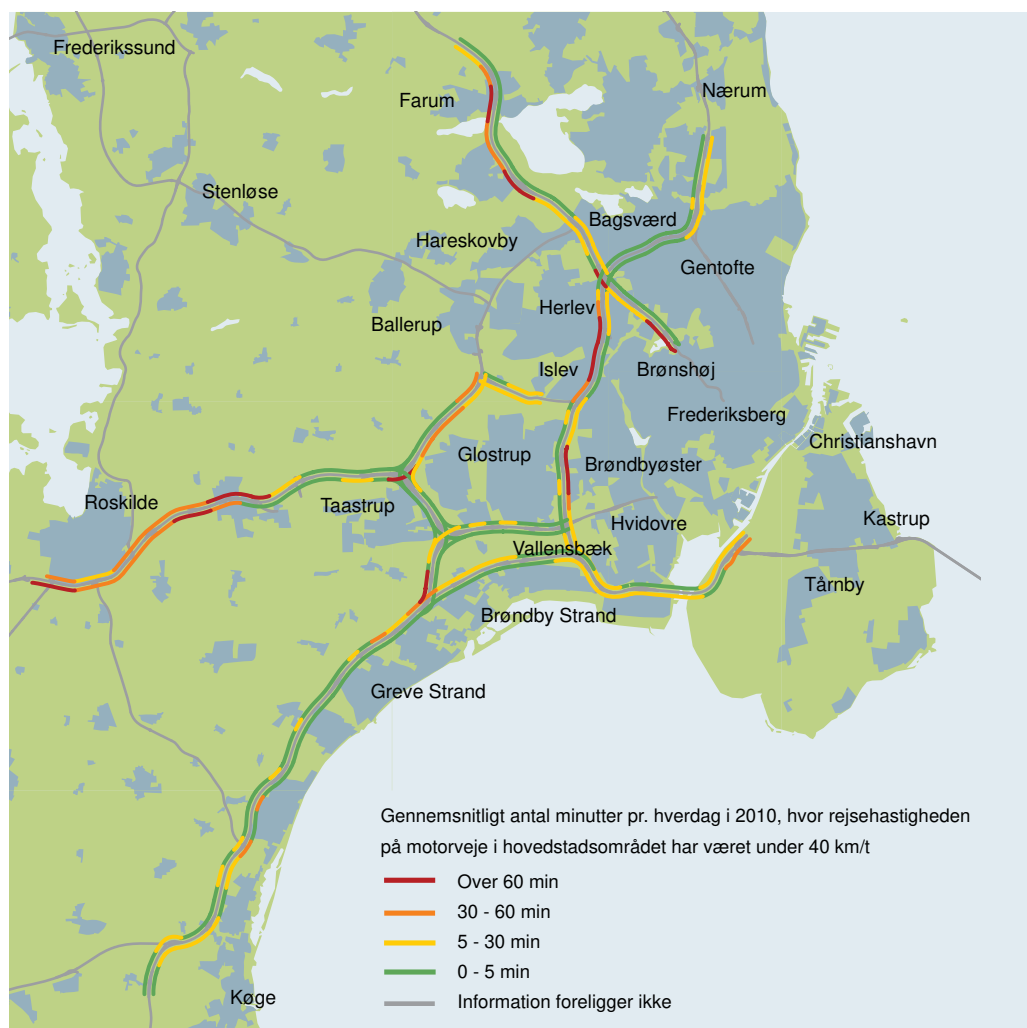 Frederikssund
Nærum
Farum
Stenløse
Bagsværd
Hareskovby
Gentofte
Herlev
Ballerup
Islev
Brønshøj
Frederiksberg
Christianshavn
Glostrup
Brøndbyøster
Roskilde
Taastrup
Kastrup
Hvidovre
Vallensbæk
Tårnby
Brøndby Strand
Greve Strand
Gennemsnitligt antal minutter pr. hverdag i 2010, hvor rejsehastigheden
på motorveje i hovedstadsområdet har været under 40 km/t
Over 60 min
30 - 60 min
5 - 30 min
0 - 5 min
Køge
Information foreligger ikke